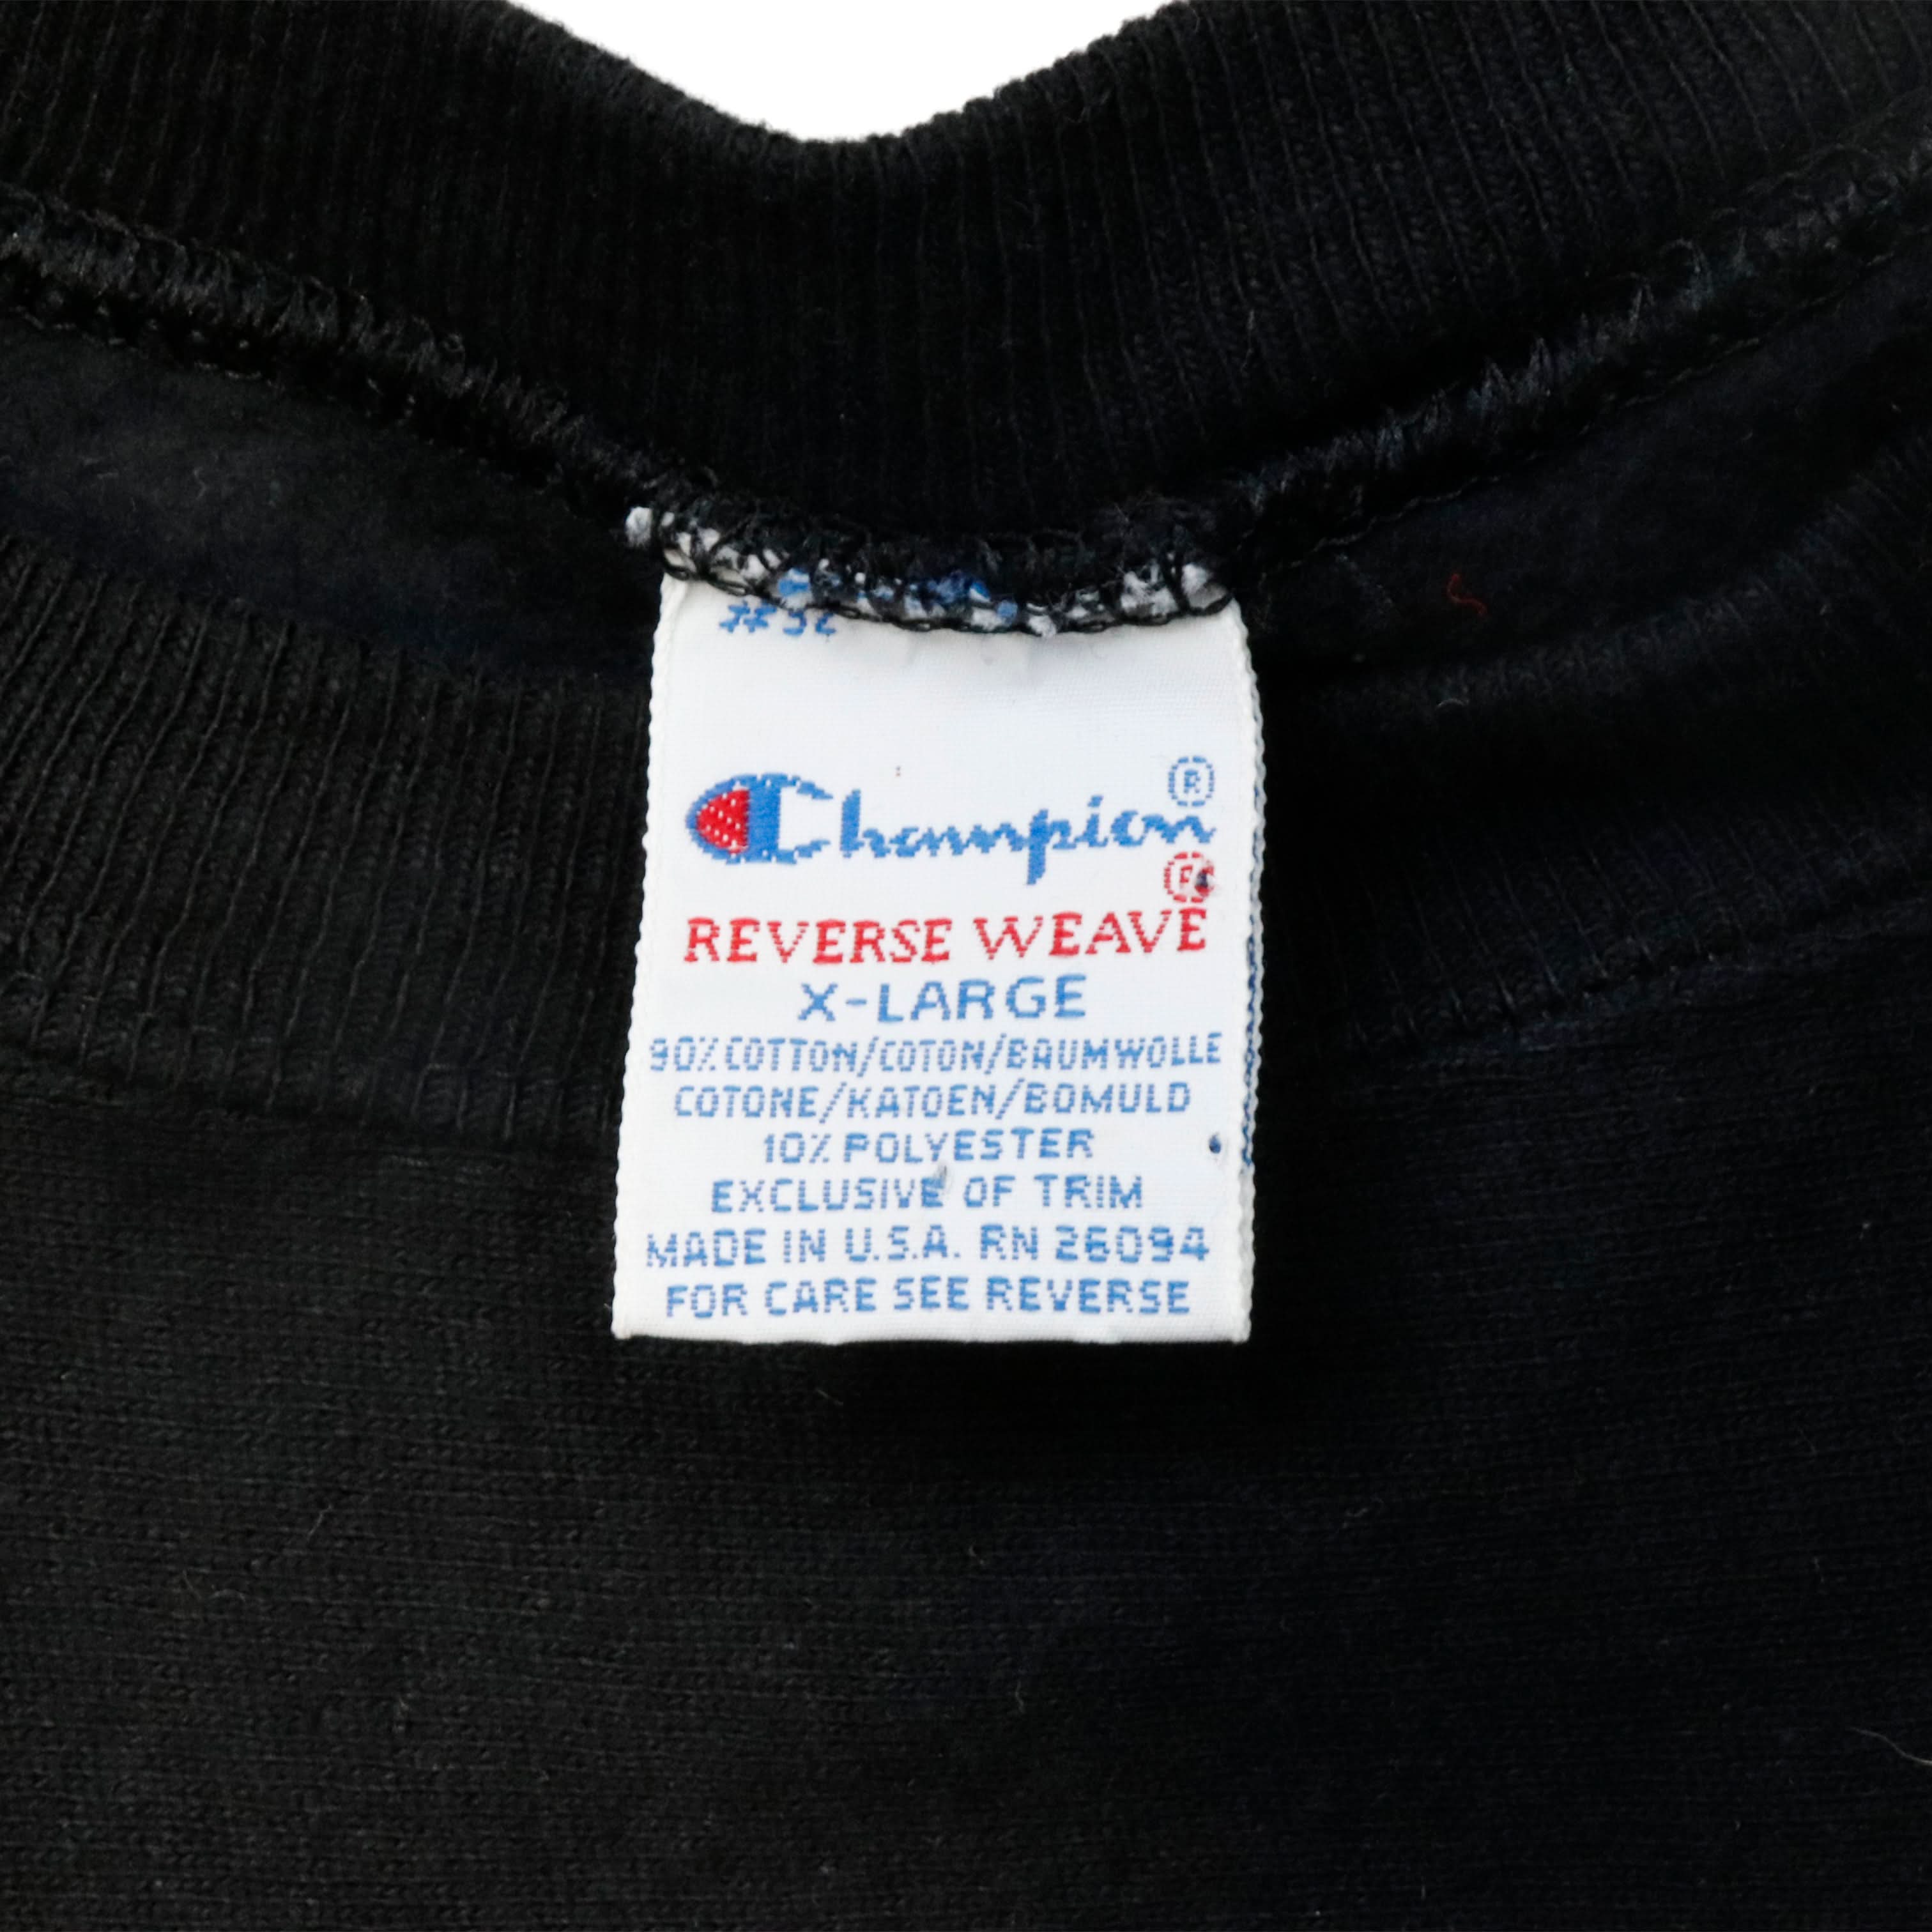 #52
Champion®
®
REVERSE WEAVE
X-LARGE
90% COTTON/COTON/BAUMWOLLE
COTONE/KATOEN/BOMULD
10% POLYESTER
EXCLUSIVE OF TRIM
MADE IN U.S.A. RN 26094
FOR CARE SEE REVERSE